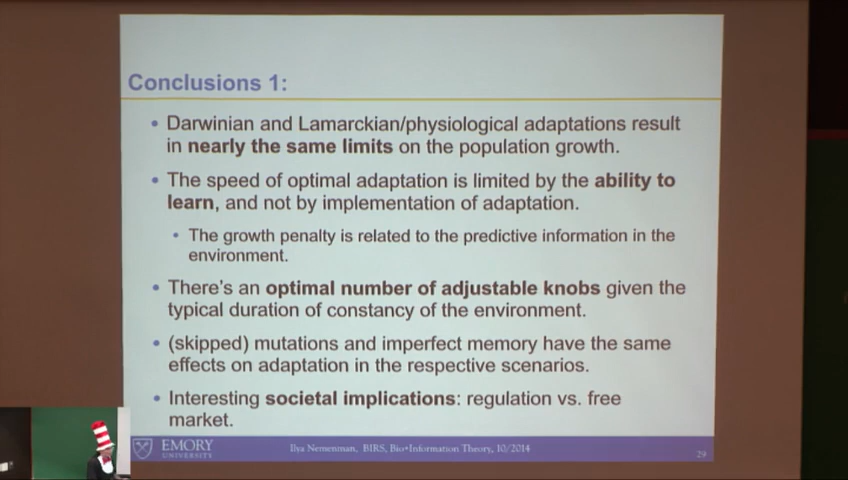 Conclusions 1:
• Darwinian and Lamarckian/physiological adaptations result
in nearly the same limits on the population growth.
• The speed of optimal adaptation is limited by the ability to
learn, and not by implementation of adaptation.
• The growth penalty is related to the predictive information in the
environment.
• There's an optimal number of adjustable knobs given the
typical duration of constancy of the environment.
• (skipped) mutations and imperfect memory have the same
effects on adaptation in the respective scenarios.
• Interesting societal implications: regulation vs. free
market.
EMORY
UNIVERSITY
Ilya Nemenman, BIRS, Bio•Information Theory, 10/2014
29